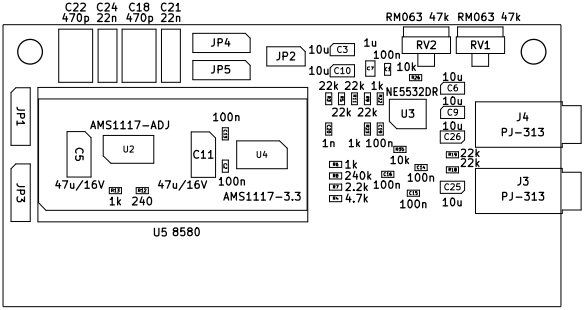 C22 C24 C18 C21
470p 22n 470p 22n
RM063 47k RM063 47k
JP4
JP5
JP2
10u C3
10u C10
1u
100n
C7
10k
RV2 RV1
22k 22k 1k
22k 22k
1n 1k 100n
NE5532DR
U3
10u
C6
10u
C9
10u
C26
J4
PJ-313
JP1
JP3
AMS1117-ADJ
U2
C5
47u/16V
C11
47u/16V
100n
U4
100n
AMS1117-3.3
1k 240
U5 8580
1k
240k
2.2k
4.7k
10k
100n
100n
100n
22k
22k
C25
10u
J3
PJ-313